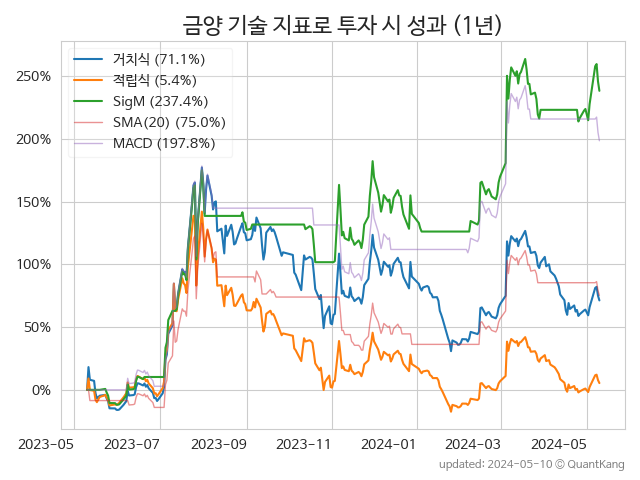 금양 기술 지표로 투자 시 성과 (1년)
거치식 (71.1%)
적립식 (5.4%)
SigM (237.4%)
SMA(20) (75.0%)
MACD (197.8%)
250%
200%
150%
100%
50%
0%
2023-05
2023-07
2023-09
2023-11
2024-01
2024-03
2024-05
updated: 2024-05-10 © QuantKang